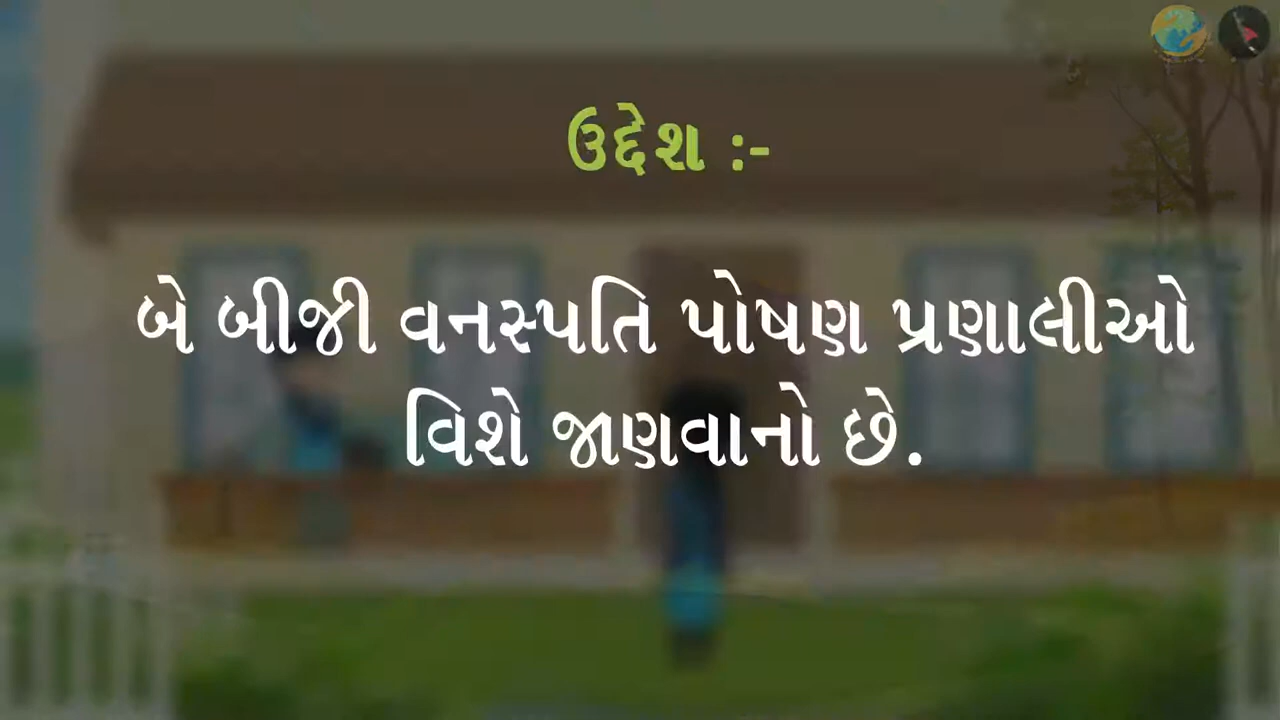 ઉદ્દેશ :-
બે બીજી વનસ્પતિ પોષણ પ્રણાલીઓ
વિશે જાણવાનો છે.